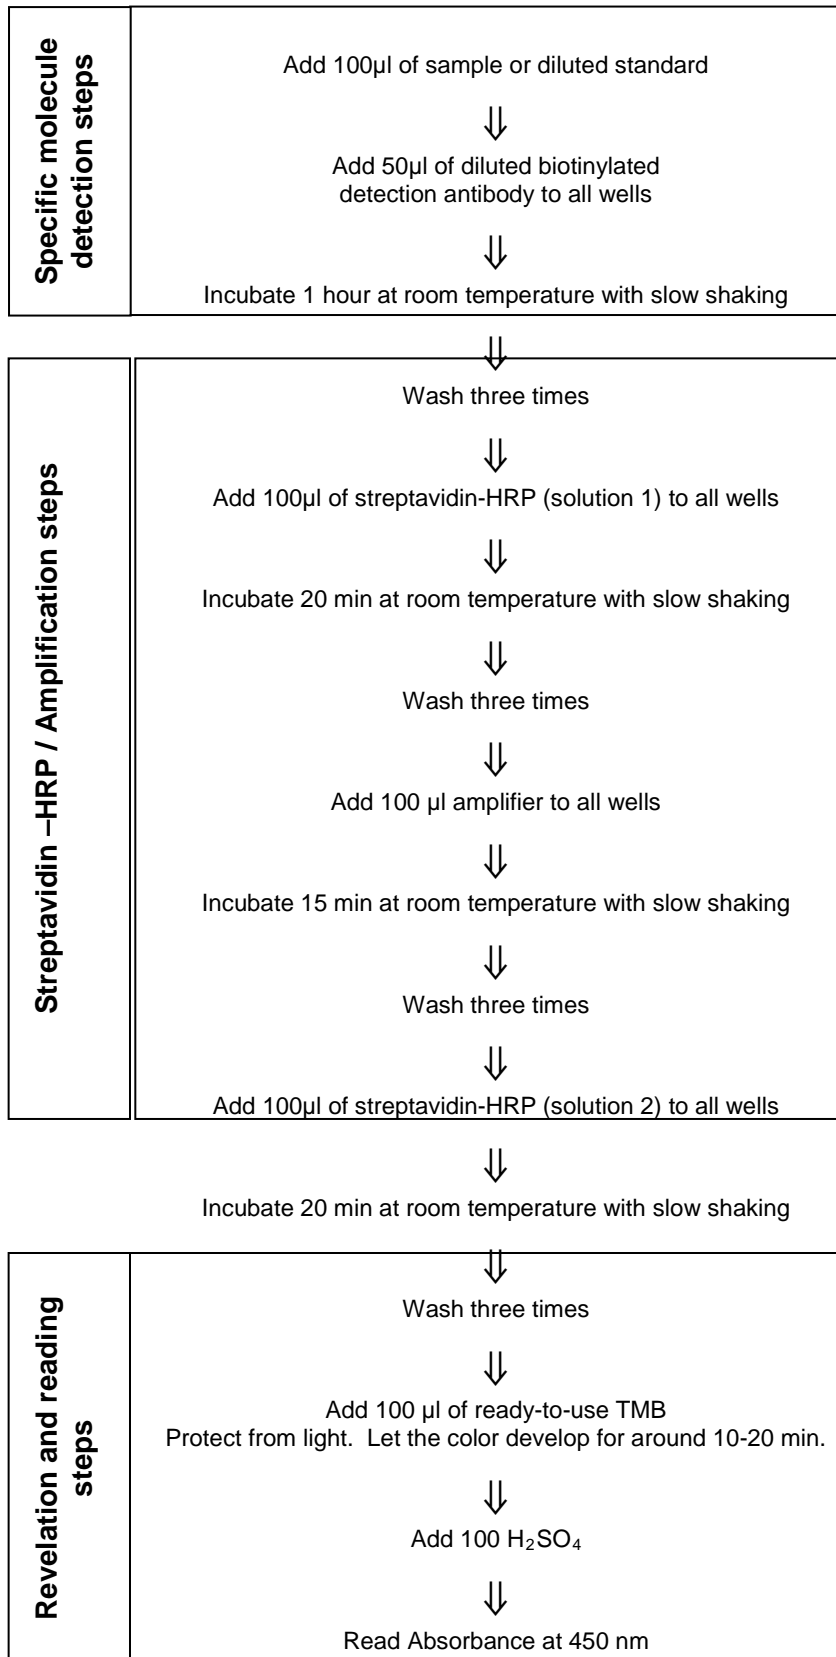 Specific molecule
detection steps
Add 100µl of sample or diluted standard
⇓
Add 50µl of diluted biotinylated
detection antibody to all wells
⇓
Incubate 1 hour at room temperature with slow shaking
⇓
Streptavidin –HRP / Amplification steps
Wash three times
⇓
Add 100µl of streptavidin-HRP (solution 1) to all wells
⇓
Incubate 20 min at room temperature with slow shaking
⇓
Wash three times
⇓
Add 100 µl amplifier to all wells
⇓
Incubate 15 min at room temperature with slow shaking
⇓
Wash three times
⇓
Add 100µl of streptavidin-HRP (solution 2) to all wells
⇓
Incubate 20 min at room temperature with slow shaking
⇓
Revelation and reading
steps
Wash three times
⇓
Add 100 µl of ready-to-use TMB
Protect from light.  Let the color develop for around 10-20 min.
⇓
Add 100 H₂SO₄
⇓
Read Absorbance at 450 nm